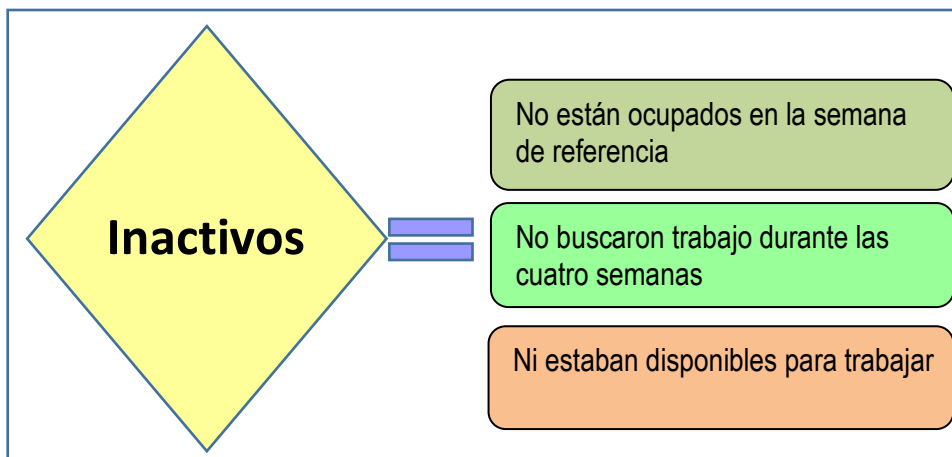 Inactivos
No están ocupados en la semana
de referencia
No buscaron trabajo durante las
cuatro semanas
Ni estaban disponibles para trabajar